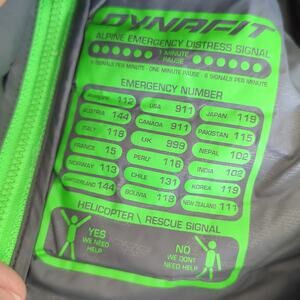 DYNAFIT
ALPINE EMERGENCY DISTRESS SIGNAL
1 MINUTE
PAUSE
6 SIGNALS PER MINUTE - ONE MINUTE PAUSE - 6 SIGNALS PER MINUTE
EMERGENCY NUMBER
EUROPE 112 USA 911 JAPAN 119
AUSTRIA 144 CANADA 911 PAKISTAN 115
ITALY 118 UK 999 NEPAL 102
FRANCE 15 PERU 116 INDIA 102
NORWAY 113 CHILE 131 KOREA 119
SWITZERLAND 144 BOLIVIA 118 NEW ZEALAND 111
HELICOPTER \ RESCUE SIGNAL
YES
WE NEED
HELP
NO
WE DON'T
NEED HELP